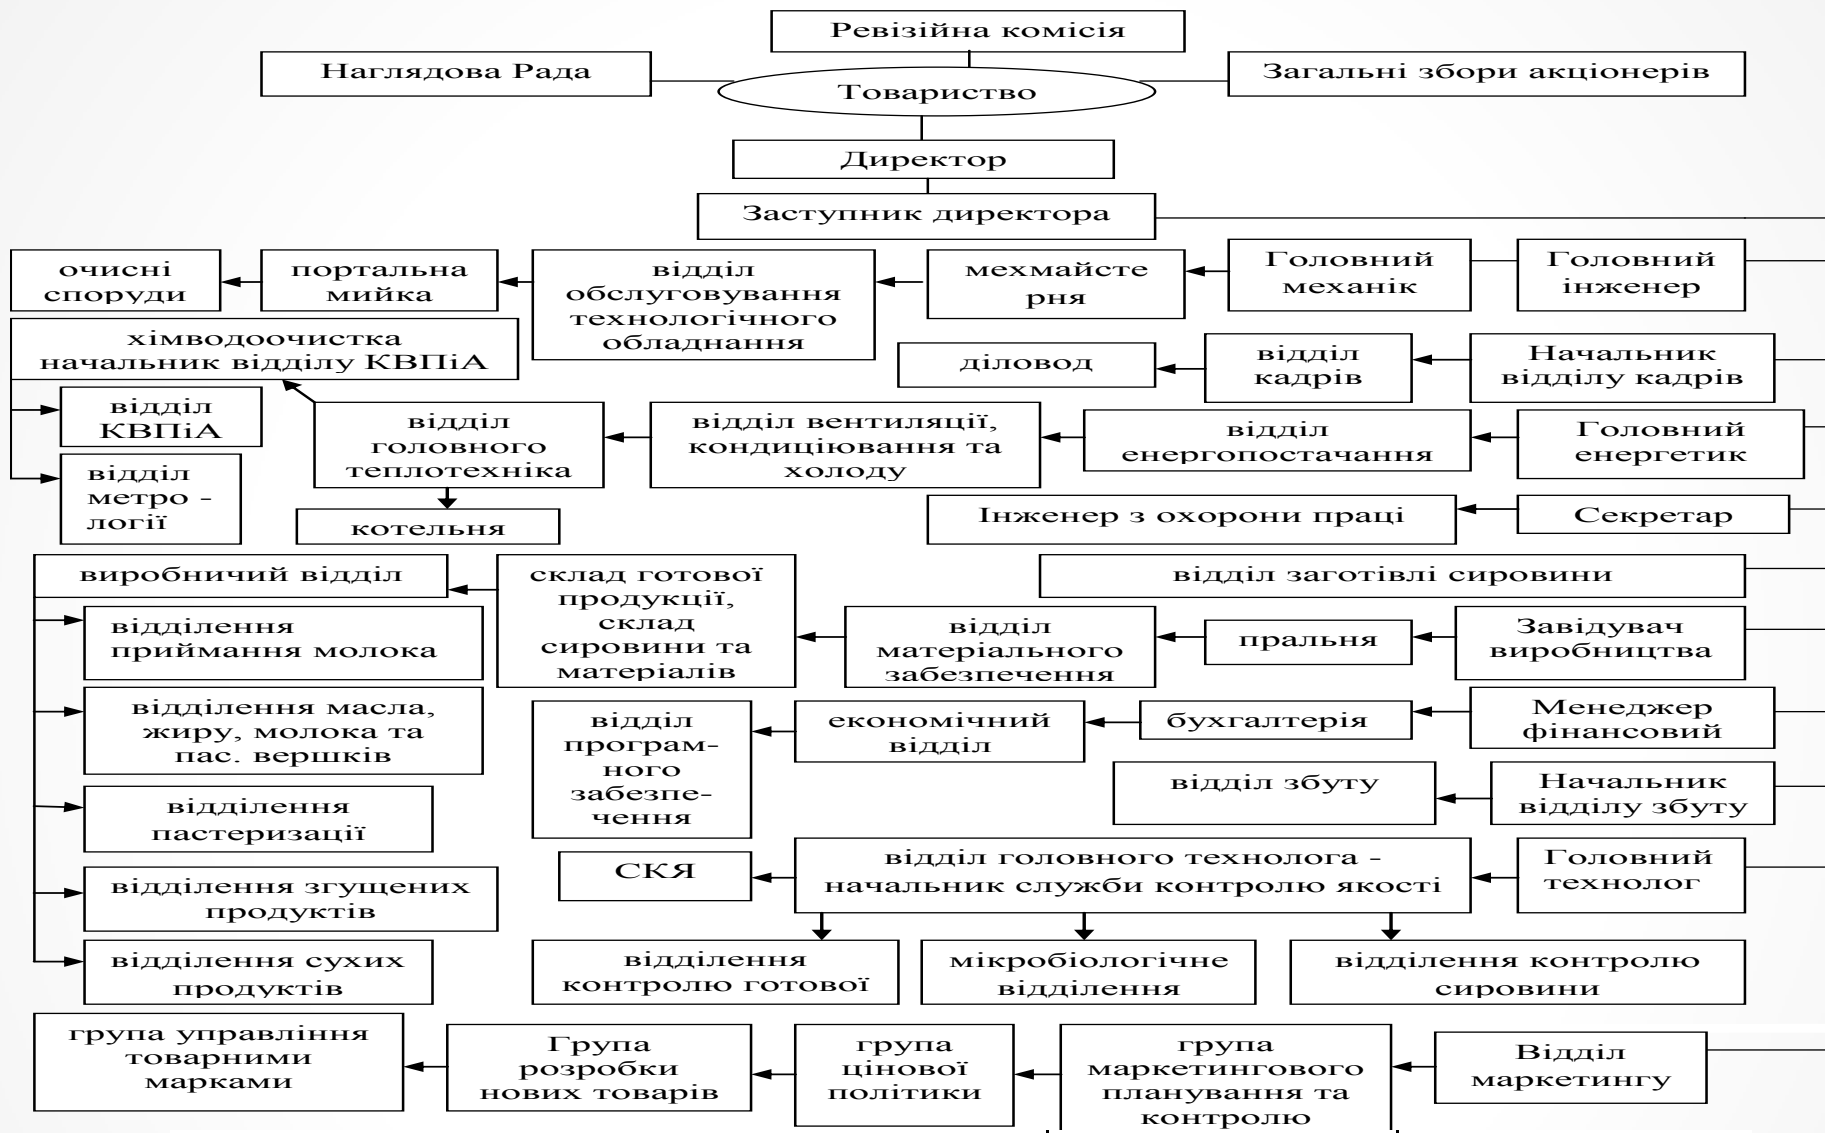 Ревізійна комісія
Наглядова Рада
Товариство
Загальні збори акціонерів
Директор
Заступник директора
очисні
споруди
портальна
мийка
відділ
обслуговування
технологічного
обладнання
мехмайсте
рня
Головний
механік
Головний
інженер
хімводоочистка
начальник відділу КВПіА
діловод
відділ
кадрів
Начальник
відділу кадрів
відділ
КВПіА
відділ
головного
теплотехніка
відділ вентиляції,
кондиціювання та
холоду
відділ
енергопостачання
Головний
енергетик
відділ
метро -
логії
котельня
Інженер з охорони праці
Секретар
виробничий відділ
склад готової
продукції,
склад
сировини та
матеріалів
відділ заготівлі сировини
відділення
приймання молока
відділ
матеріального
забезпечення
пральня
Завідувач
виробництва
відділення масла,
жиру, молока та
пас. вершків
відділ
програм-
ного
забезпе-
чення
економічний
відділ
бухгалтерія
Менеджер
фінансовий
відділ збуту
Начальник
відділу збуту
відділення
пастеризації
СКЯ
відділ головного технолога -
начальник служби контролю якості
Головний
технолог
відділення згущених
продуктів
відділення сухих
продуктів
відділення
контролю готової
мікробіологічне
відділення
відділення контролю
сировини
група управління
товарними
марками
Група
розробки
нових товарів
група
цінової
політики
група
маркетингового
планування та
контролю
Відділ
маркетингу